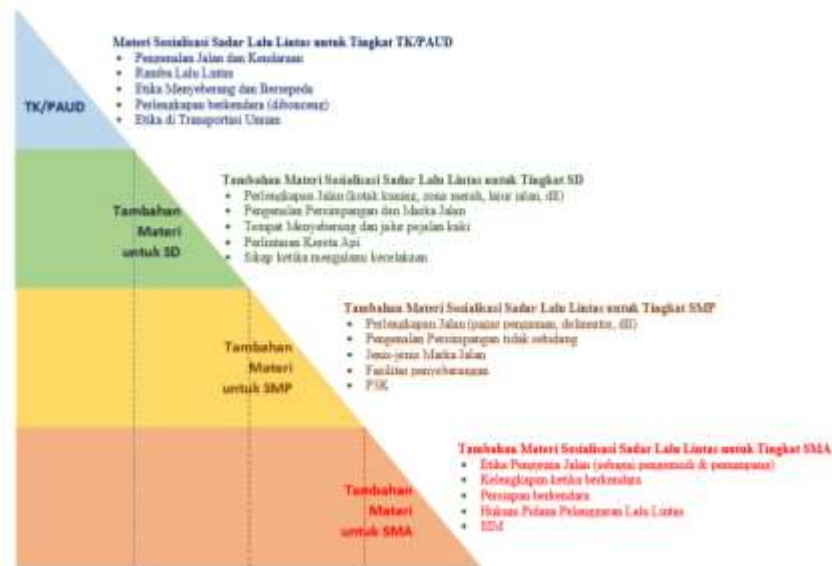 Materi Sosialisasi Sadar Lalu Lintas untuk Tingkat TK/PAUD
Pengenalan Jalan dan Kendaraan
Rambu Lalu Lintas
Etika Menyeberang dan Bersepeda
Perlengkapan berkendara (dibonceng)
Etika di Transportasi Umum
TK/PAUD
Tambahan Materi Sosialisasi Sadar Lalu Lintas untuk Tingkat SD
Perlengkapan Jalan (kotak kuning, zona merah, lajur jalan, dll)
Pengenalan Persimpangan dan Marka Jalan
Tempat Menyeberang dan jalur pejalan kaki
Perlintasan Kereta Api
Sikap ketika mengalami kecelakaan
Tambahan
Materi
untuk SD
Tambahan Materi Sosialisasi Sadar Lalu Lintas untuk Tingkat SMP
Perlengkapan Jalan (pagar pengaman, delineator, dll)
Pengenalan Persimpangan tidak sebidang
Jenis-jenis Marka Jalan
Fasilitas penyeberangan
Tambahan
Materi
untuk SMP
Tambahan Materi Sosialisasi Sadar Lalu Lintas untuk Tingkat SMA
Etika Pengguna Jalan (sebagai pengemudi & penumpang)
Kelengkapan ketika berkendara
Persiapan berkendara
Hukum Pidana Pelanggaran Lalu Lintas
SIM
Tambahan
Materi
untuk SMA